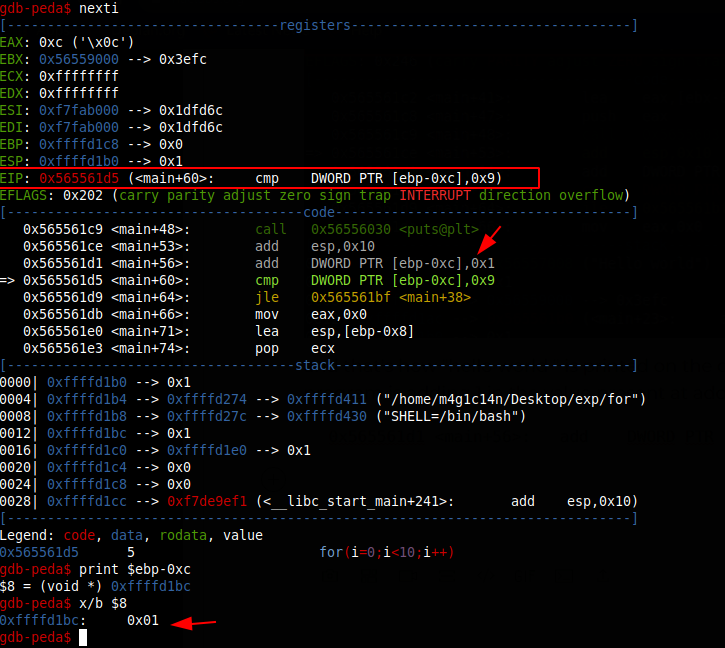 gdb-peda$ nexti
[----------------------------------registers-----------------------------------]
EAX: 0xc ('\x0c')
EBX: 0x56559000 --> 0x3efc
ECX: 0xffffffff
EDX: 0xffffffff
ESI: 0xf7fab000 --> 0x1dfd6c
EDI: 0xf7fab000 --> 0x1dfd6c
EBP: 0xffffd1c8 --> 0x0
ESP: 0xffffd1b0 --> 0x1
EIP: 0x565561d5 (<main+60>:	cmp    DWORD PTR [ebp-0xc],0x9)
EFLAGS: 0x202 (carry parity adjust zero sign trap INTERRUPT direction overflow)
[-------------------------------------code-------------------------------------]
   0x565561c9 <main+48>:	call   0x56556030 <puts@plt>
   0x565561ce <main+53>:	add    esp,0x10
   0x565561d1 <main+56>:	add    DWORD PTR [ebp-0xc],0x1
=> 0x565561d5 <main+60>:	cmp    DWORD PTR [ebp-0xc],0x9
   0x565561d9 <main+64>:	jle    0x565561bf <main+38>
   0x565561db <main+66>:	mov    eax,0x0
   0x565561e0 <main+71>:	lea    esp,[ebp-0x8]
   0x565561e3 <main+74>:	pop    ecx
[------------------------------------stack-------------------------------------]
0000| 0xffffd1b0 --> 0x1
0004| 0xffffd1b4 --> 0xffffd274 --> 0xffffd411 ("/home/m4g1c14n/Desktop/exp/for")
0008| 0xffffd1b8 --> 0xffffd27c --> 0xffffd430 ("SHELL=/bin/bash")
0012| 0xffffd1bc --> 0x1
0016| 0xffffd1c0 --> 0xffffd1e0 --> 0x1
0020| 0xffffd1c4 --> 0x0
0024| 0xffffd1c8 --> 0x0
0028| 0xffffd1cc --> 0xf7de9ef1 (<__libc_start_main+241>:	add    esp,0x10)
[------------------------------------------------------------------------------]
Legend: code, data, rodata, value
0x565561d5	5		for(i=0;i<10;i++)
gdb-peda$ print $ebp-0xc
$8 = (void *) 0xffffd1bc
gdb-peda$ x/b $8
0xffffd1bc:	0x01
gdb-peda$